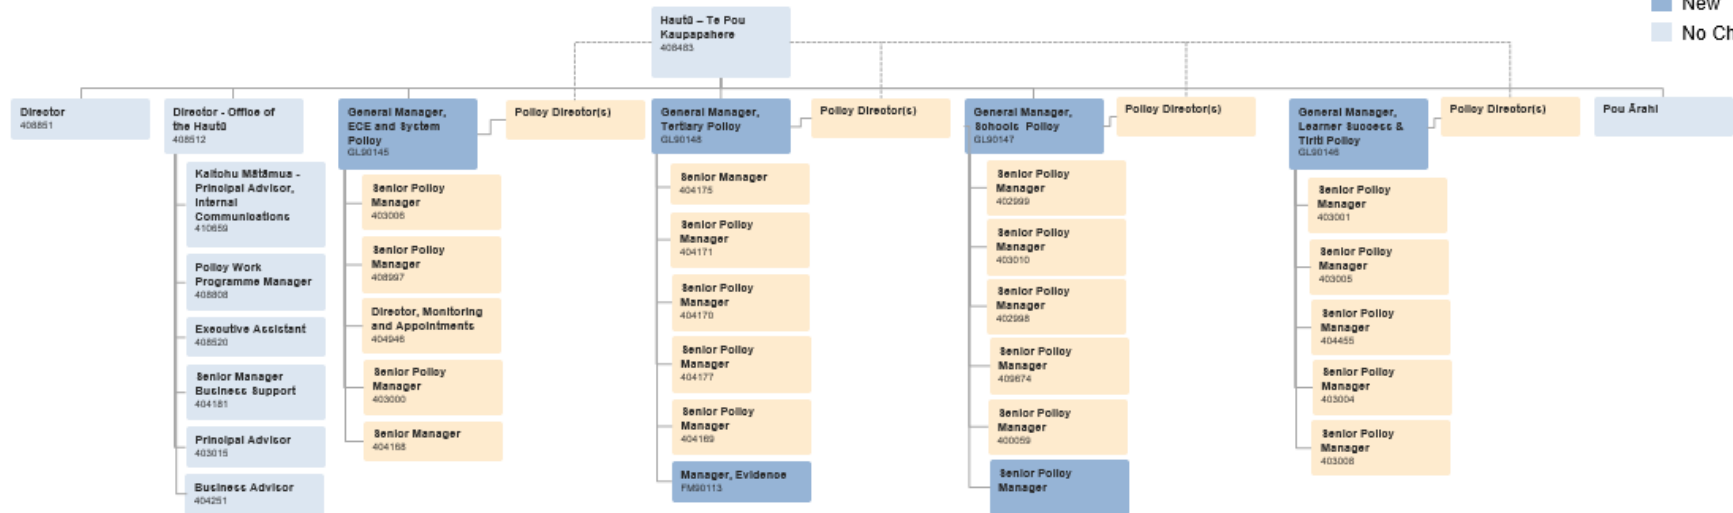 New
No Ch
Hautū – Te Pou
Kaupapahere
408483
Director
408851
Director - Office of
the Hautū
408512
Kaitohu Mātāmua -
Principal Advisor,
Internal
Communications
410659
Policy Work
Programme Manager
408808
Executive Assistant
408520
Senior Manager
Business Support
404181
Principal Advisor
403015
Business Advisor
404251
General Manager,
ECE and System
Policy
GL90145
Policy Director(s)
Senior Policy
Manager
403006
Senior Policy
Manager
408997
Director, Monitoring
and Appointments
404946
Senior Policy
Manager
403000
Senior Manager
404168
General Manager,
Tertiary Policy
GL90148
Policy Director(s)
Senior Manager
404175
Senior Policy
Manager
404171
Senior Policy
Manager
404170
Senior Policy
Manager
404177
Senior Policy
Manager
404169
Manager, Evidence
FM90113
General Manager,
Schools Policy
GL90147
Policy Director(s)
Senior Policy
Manager
402999
Senior Policy
Manager
403010
Senior Policy
Manager
402998
Senior Policy
Manager
409674
Senior Policy
Manager
400059
Senior Policy
Manager
General Manager,
Learner Success &
Tiriti Policy
GL90146
Policy Director(s)
Senior Policy
Manager
403001
Senior Policy
Manager
403005
Senior Policy
Manager
404455
Senior Policy
Manager
403004
Senior Policy
Manager
403008
Pou Ārahi